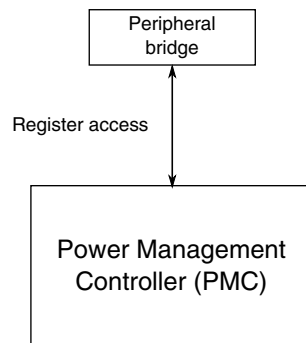 Peripheral
bridge
Register access
Power Management
Controller (PMC)